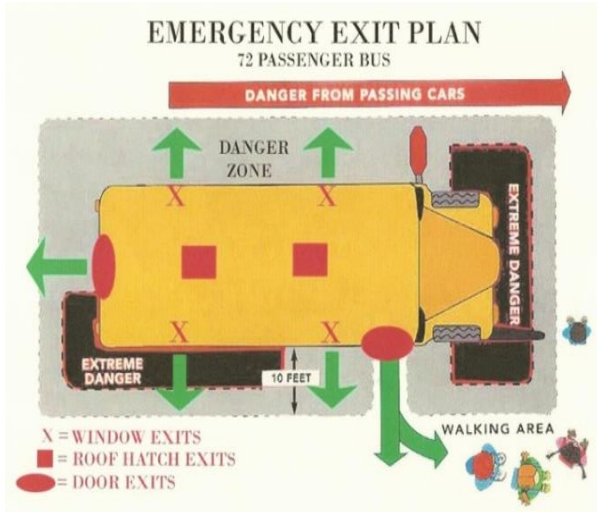 EMERGENCY EXIT PLAN
72 PASSENGER BUS
DANGER FROM PASSING CARS
DANGER
ZONE
X X
EXTREME DANGER
X X
EXTREME
DANGER
10 FEET
WALKING AREA
X = WINDOW EXITS
= ROOF HATCH EXITS
= DOOR EXITS